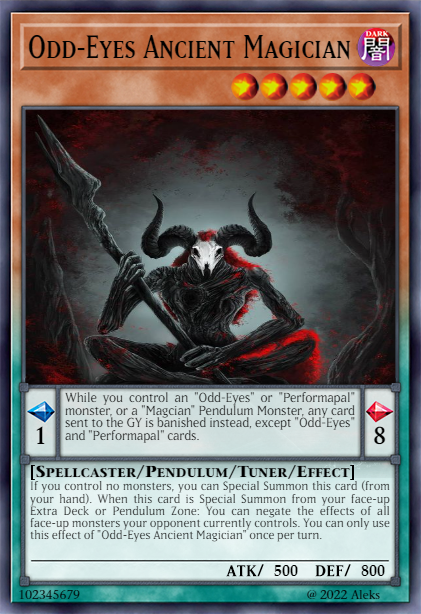 ODD-EYES ANCIENT MAGICIAN
DARK
闇
While you control an "Odd-Eyes" or "Performapal"
monster, or a "Magcian" Pendulum Monster, any card
sent to the GY is banished instead, except "Odd-Eyes"
and "Performapal" cards.
1
8
[SPELLCASTER/PENDULUM/TUNER/EFFECT]
If you control no monsters, you can Special Summon this card (from
your hand). When this card is Special Summon from your face-up
Extra Deck or Pendulum Zone: You can negate the effects of all
face-up monsters your opponent currently controls. You can only use
this effect of "Odd-Eyes Ancient Magician" once per turn.
ATK/ 500 DEF/ 800
102345679
@ 2022 Aleks